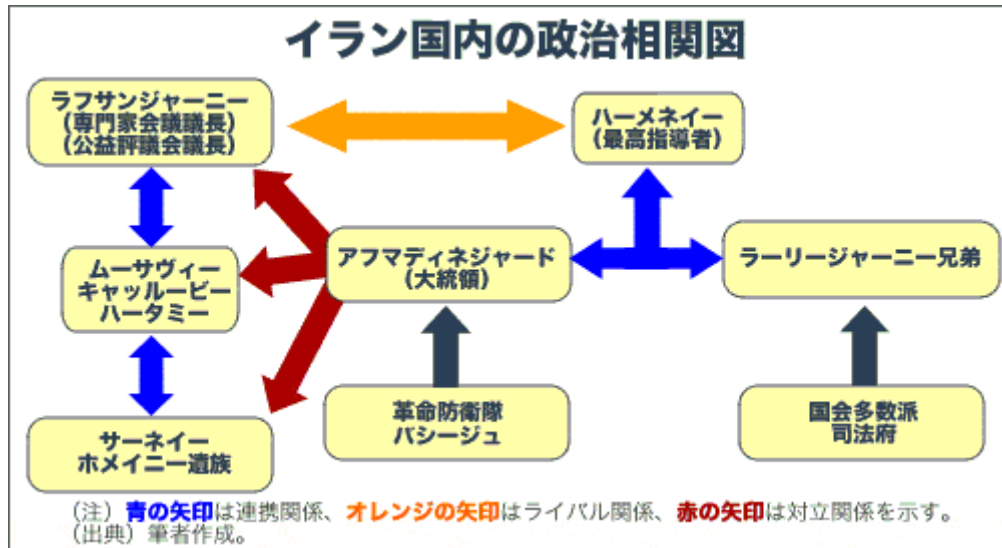 イラン国内の政治相関図
ラフサンジャーニー
(専門家会議議長)
(公益評議会議長)
ハーメネイー
(最高指導者)
ムーサヴィー
キャッルービー
ハータミー
アフマディネジャード
(大統領)
ラーリージャーニー兄弟
サーネイー
ホメイニー遺族
革命防衛隊
バシージュ
国会多数派
司法府
(注)青の矢印は連携関係、オレンジの矢印はライバル関係、赤の矢印は対立関係を示す。
(出典)筆者作成。